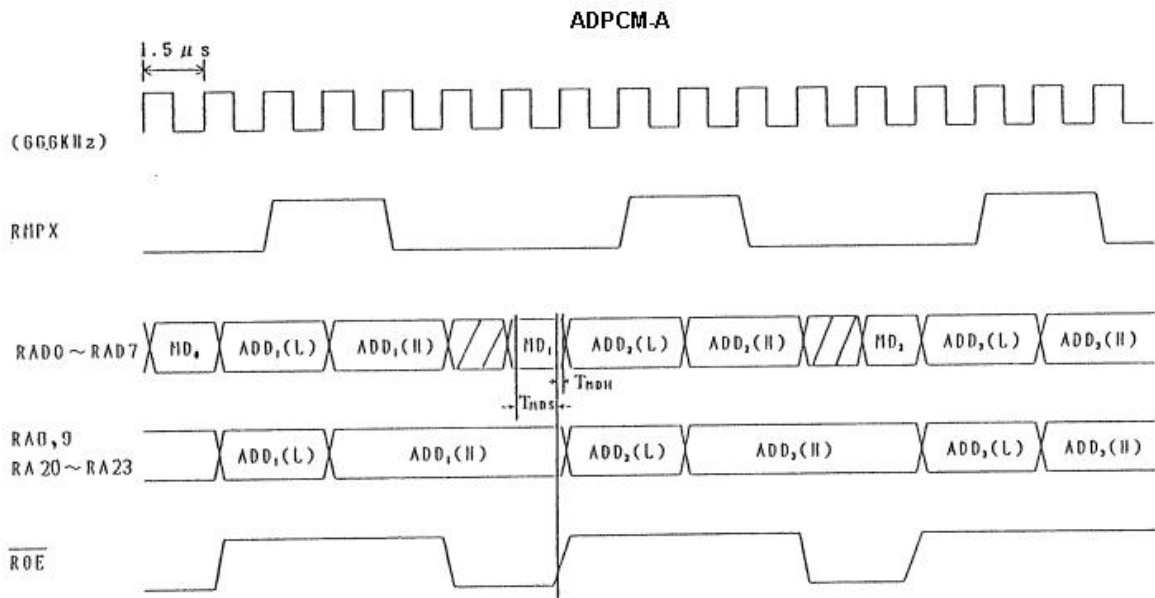 ADPCM-A
1.5 μs
(666KHz)
RMPX
RAD0~RAD7 MD₀ ADD₁(L) ADD₁(H) MD₁ ADD₂(L) ADD₂(H) MD₂ ADD₃(L) ADD₃(H)
TMDH
TMDS
RA8,9
RA20~RA23 ADD₁(L) ADD₁(H) ADD₂(L) ADD₂(H) ADD₃(L) ADD₃(H)
ROE